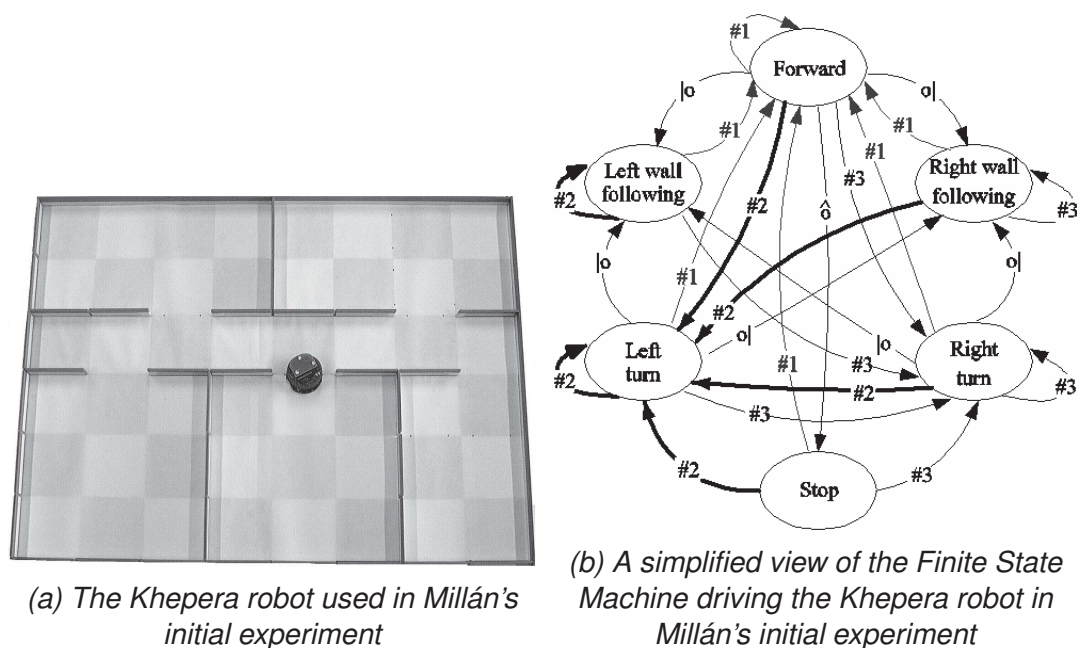 #1
Forward
|o
o|
#1
#1
#1
Left wall
following
Right wall
following
#2
#2
#3
ô
#3
|o
#1
#2
o|
o|
|o
Left
turn
Right
turn
#2
#3
#1
#2
#3
#3
#2
#3
Stop
(a) The Khepera robot used in Millán's
initial experiment
(b) A simplified view of the Finite State
Machine driving the Khepera robot in
Millán's initial experiment